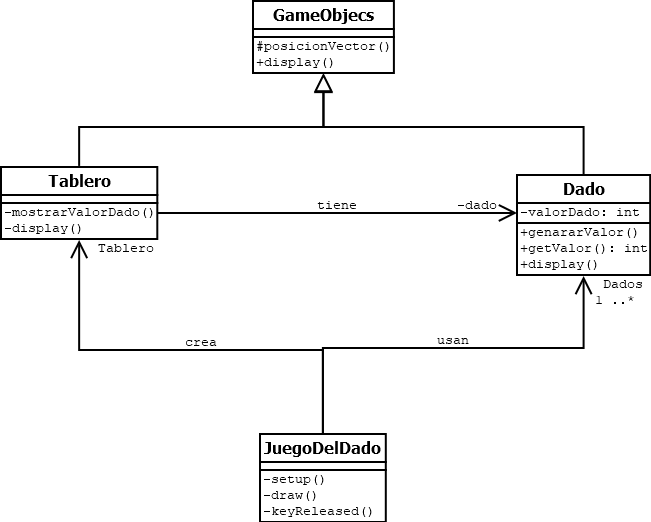 GameObjecs
#posicionVector()
+display()
Tablero
-mostrarValorDado()
-display()
tiene
-dado
Dado
-valorDado: int
+genararValor()
+getValor(): int
+display()
Tablero
Dados
1 ..*
crea
usan
JuegoDelDado
-setup()
-draw()
-keyReleased()